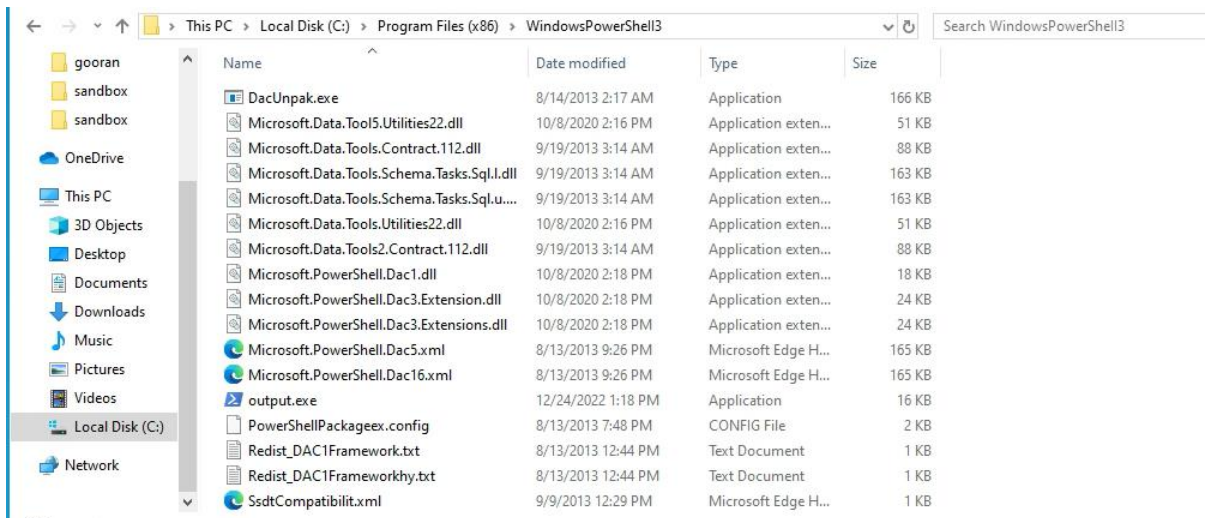 This PC > Local Disk (C:) > Program Files (x86) > WindowsPowerShell3 Search WindowsPowerShell3
gooran
sandbox
sandbox
OneDrive
This PC
3D Objects
Desktop
Documents
Downloads
Music
Pictures
Videos
Local Disk (C:)
Network
Name Date modified Type Size
DacUnpak.exe 8/14/2013 2:17 AM Application 166 KB
Microsoft.Data.Tool5.Utilities22.dll 10/8/2020 2:16 PM Application exten... 51 KB
Microsoft.Data.Tools.Contract.112.dll 9/19/2013 3:14 AM Application exten... 88 KB
Microsoft.Data.Tools.Schema.Tasks.Sql.l.dll 9/19/2013 3:14 AM Application exten... 163 KB
Microsoft.Data.Tools.Schema.Tasks.Sql.u.... 9/19/2013 3:14 AM Application exten... 163 KB
Microsoft.Data.Tools.Utilities22.dll 10/8/2020 2:16 PM Application exten... 51 KB
Microsoft.Data.Tools2.Contract.112.dll 9/19/2013 3:14 AM Application exten... 88 KB
Microsoft.PowerShell.Dac1.dll 10/8/2020 2:18 PM Application exten... 18 KB
Microsoft.PowerShell.Dac3.Extension.dll 10/8/2020 2:18 PM Application exten... 24 KB
Microsoft.PowerShell.Dac3.Extensions.dll 10/8/2020 2:18 PM Application exten... 24 KB
Microsoft.PowerShell.Dac5.xml 8/13/2013 9:26 PM Microsoft Edge H... 165 KB
Microsoft.PowerShell.Dac16.xml 8/13/2013 9:26 PM Microsoft Edge H... 165 KB
output.exe 12/24/2022 1:18 PM Application 16 KB
PowerShellPackageex.config 8/13/2013 7:48 PM CONFIG File 2 KB
Redist_DAC1Framework.txt 8/13/2013 12:44 PM Text Document 1 KB
Redist_DAC1Frameworkhy.txt 8/13/2013 12:44 PM Text Document 1 KB
SsdtCompatibilit.xml 9/9/2013 12:29 PM Microsoft Edge H... 1 KB